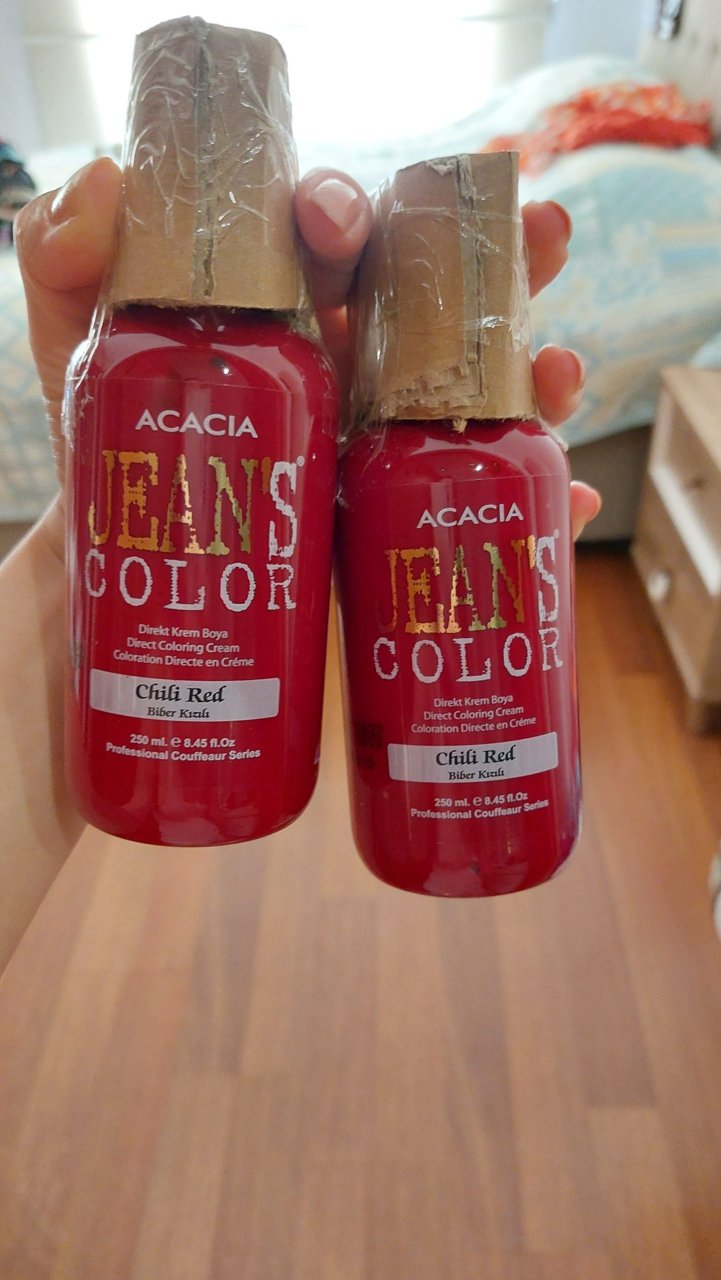 ACACIA
JEAN'S®
COLOR
Direkt Krem Boya
Direct Coloring Cream
Coloration Directe en Créme
Chili Red
Biber Kızılı
250 ml. ℮ 8.45 fl.Oz
Professional Couffeaur Series
ACACIA
JEAN'S®
COLOR
Direkt Krem Boya
Direct Coloring Cream
Coloration Directe en Créme
Chili Red
Biber Kızılı
250 ml. ℮ 8.45 fl.Oz
Professional Couffeaur Series